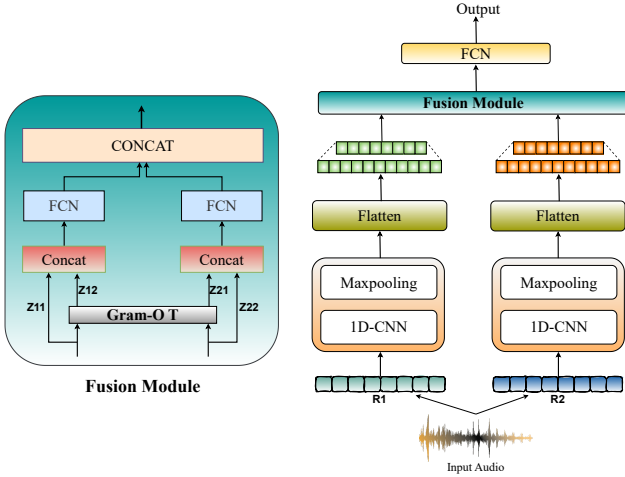 CONCAT
FCN
FCN
Concat
Concat
Z11
Z12
Z21
Z22
Gram-O T
Fusion Module
Output
FCN
Fusion Module
Flatten
Flatten
Maxpooling
Maxpooling
1D-CNN
1D-CNN
R1
R2
Input Audio